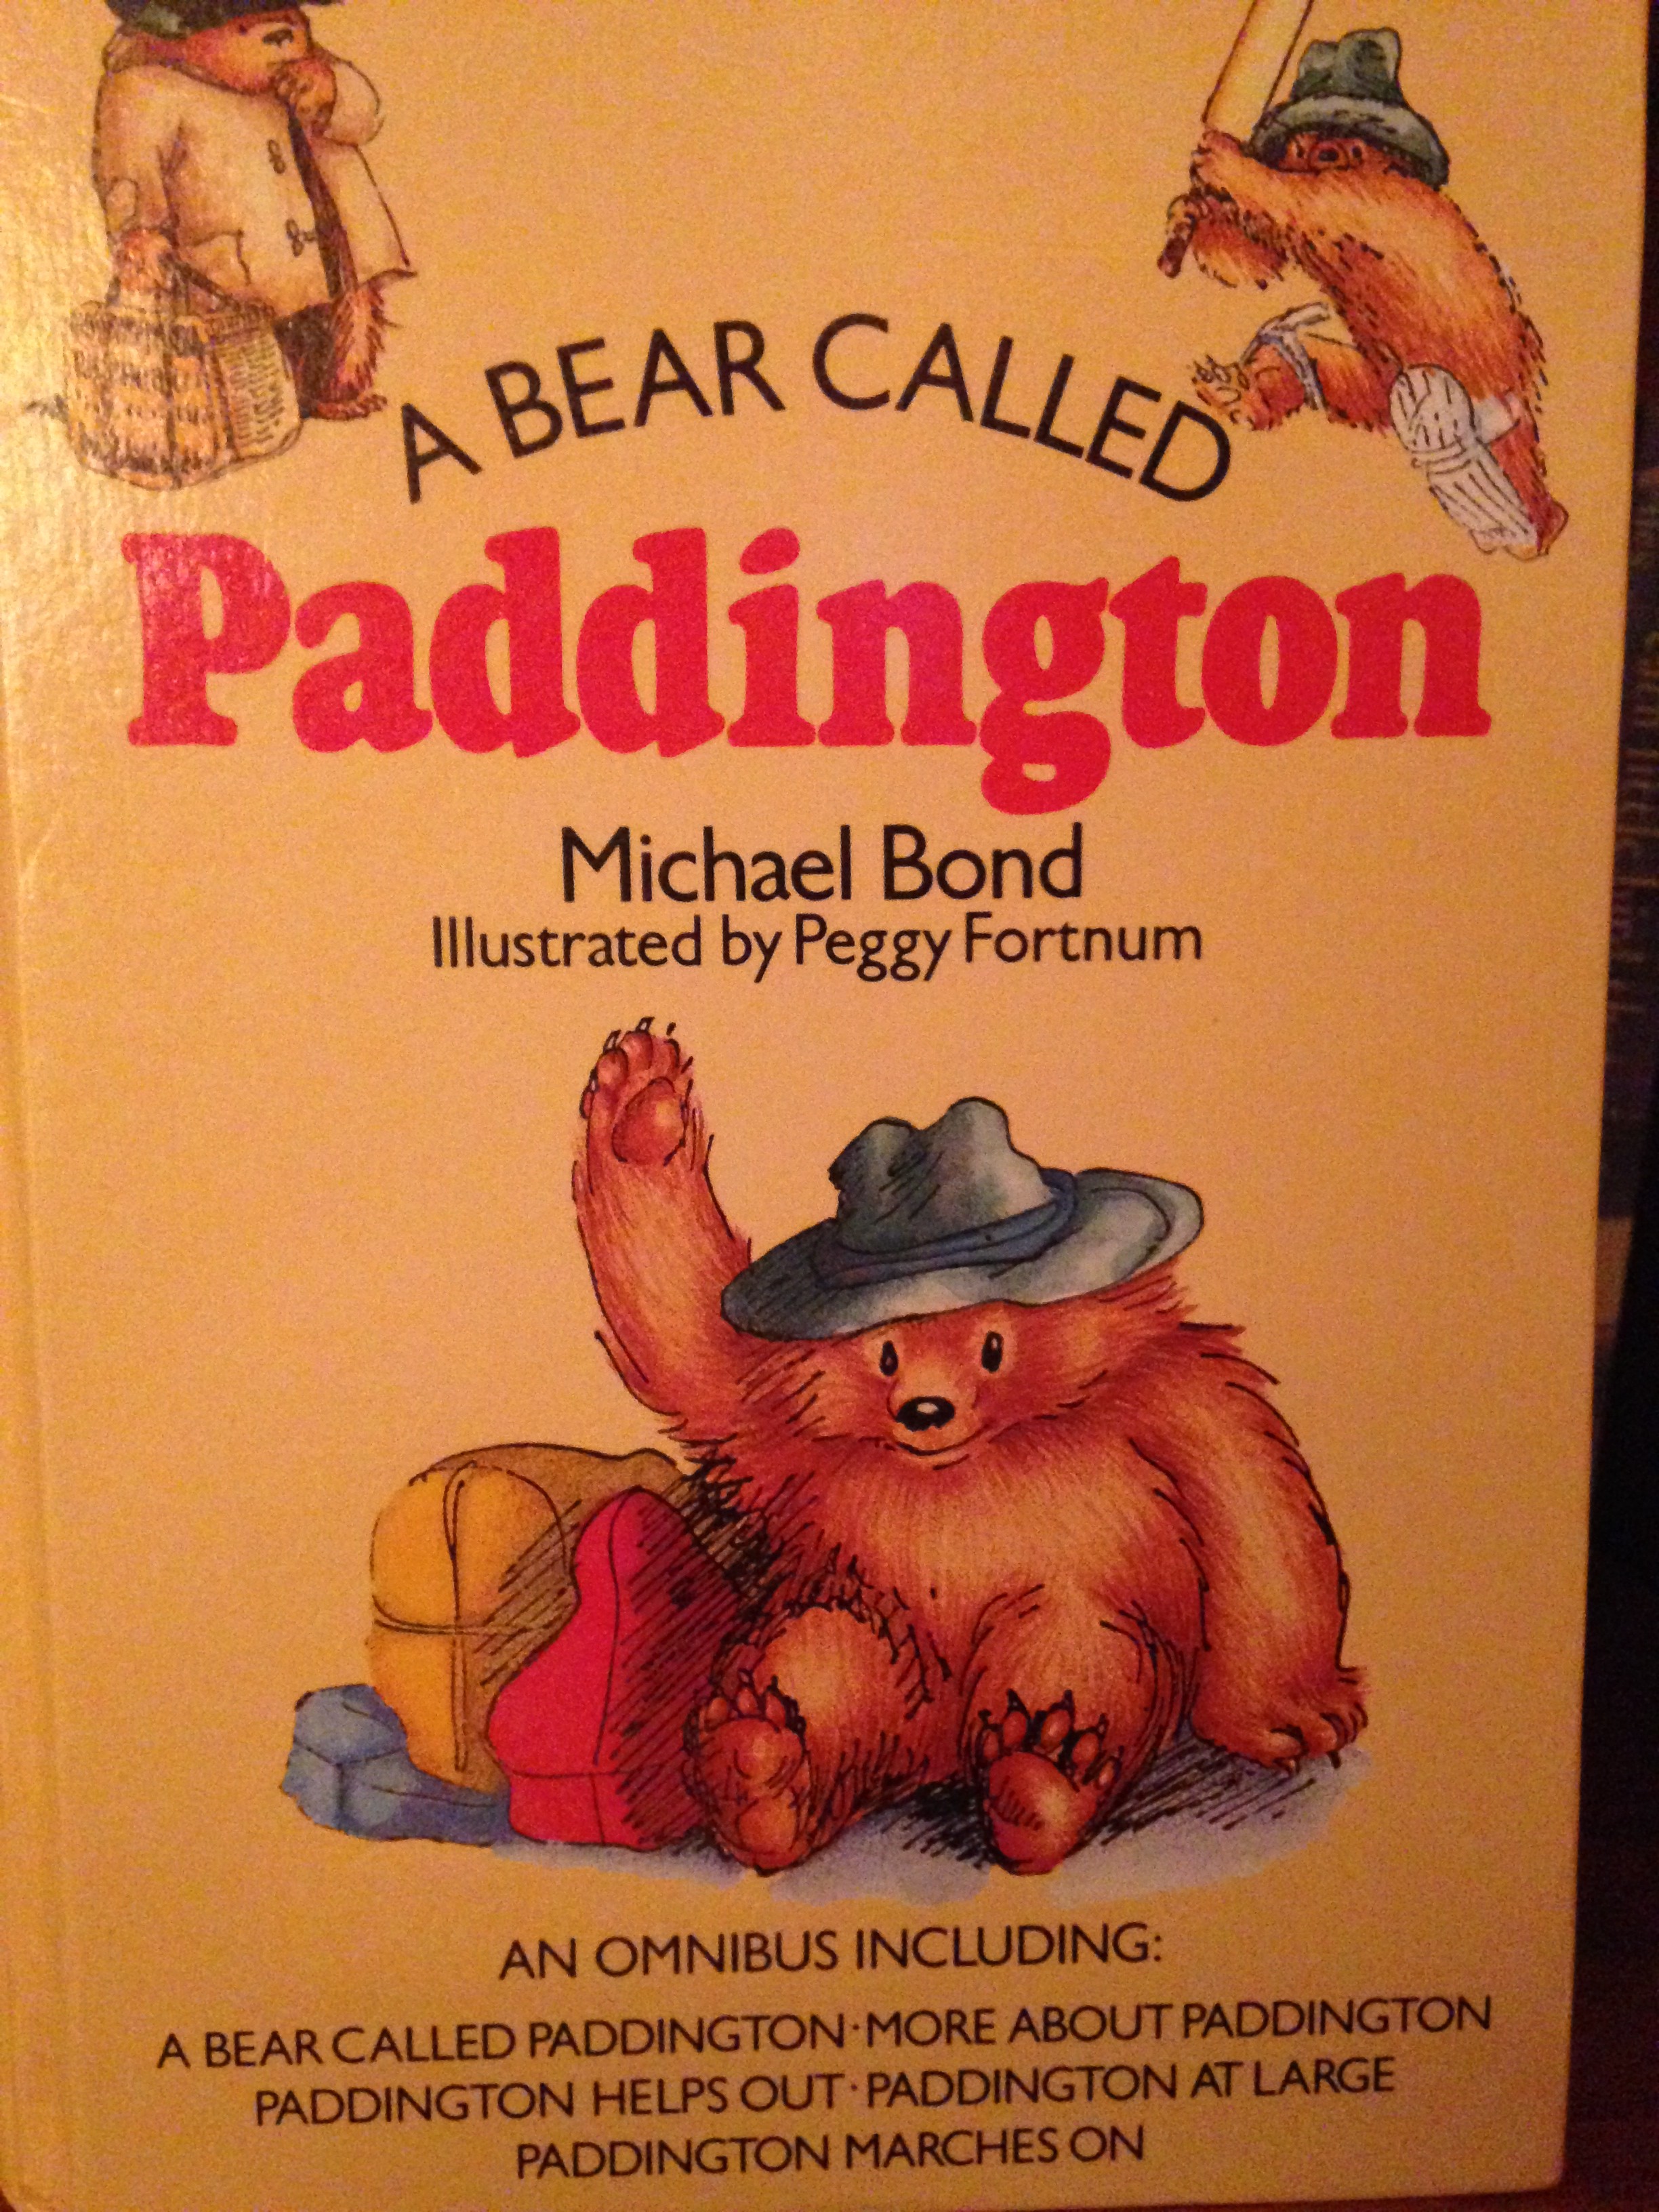 A BEAR CALLED
Paddington
Michael Bond
Illustrated by Peggy Fortnum
AN OMNIBUS INCLUDING:
A BEAR CALLED PADDINGTON·MORE ABOUT PADDINGTON
PADDINGTON HELPS OUT·PADDINGTON AT LARGE
PADDINGTON MARCHES ON